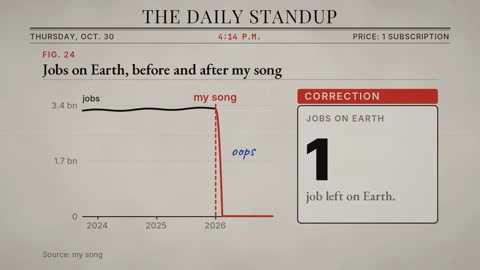 THE DAILY STANDUP
THURSDAY, OCT. 30
4:14 P.M.
PRICE: 1 SUBSCRIPTION
FIG. 24
Jobs on Earth, before and after my song
jobs
my song
3.4 bn
1.7 bn
0
oops
2024
2025
2026
CORRECTION
JOBS ON EARTH
1
job left on Earth.
Source: my song